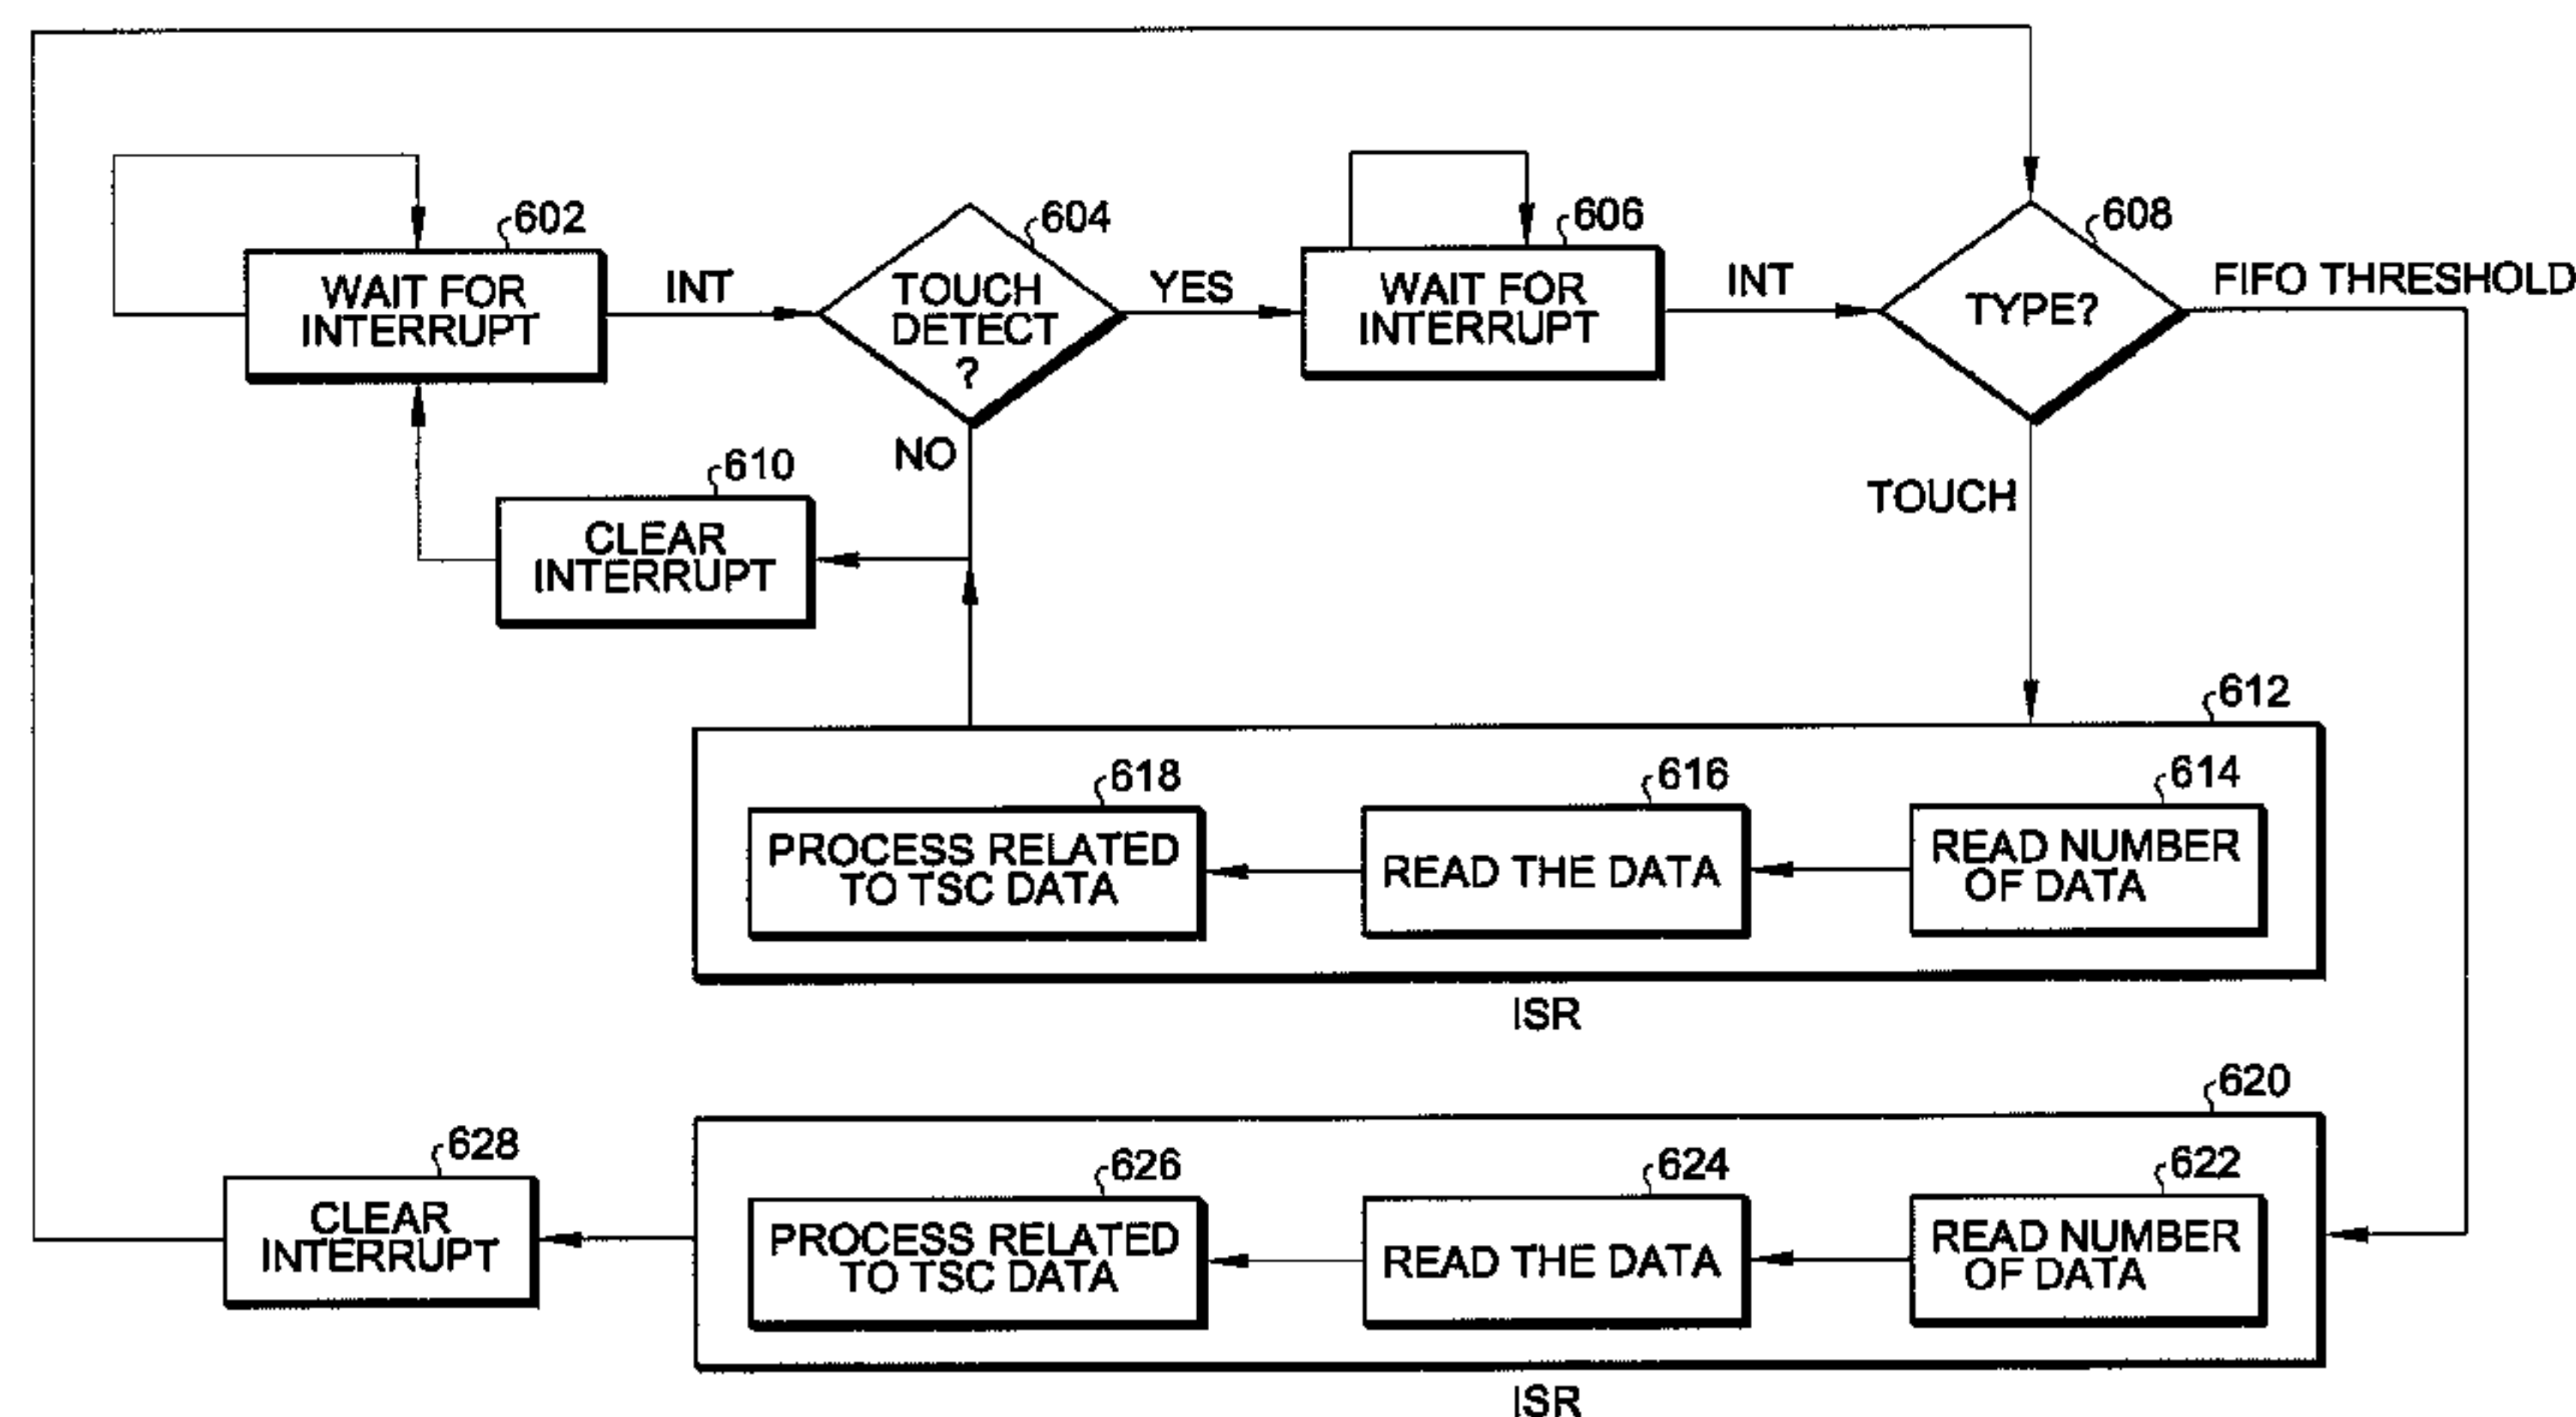 602
WAIT FOR
INTERRUPT
INT
604
TOUCH
DETECT
?
YES
NO
606
WAIT FOR
INTERRUPT
INT
608
TYPE?
FIFO THRESHOLD
TOUCH
610
CLEAR
INTERRUPT
612
618
PROCESS RELATED
TO TSC DATA
616
READ THE DATA
614
READ NUMBER
OF DATA
ISR
620
628
CLEAR
INTERRUPT
626
PROCESS RELATED
TO TSC DATA
624
READ THE DATA
622
READ NUMBER
OF DATA
ISR